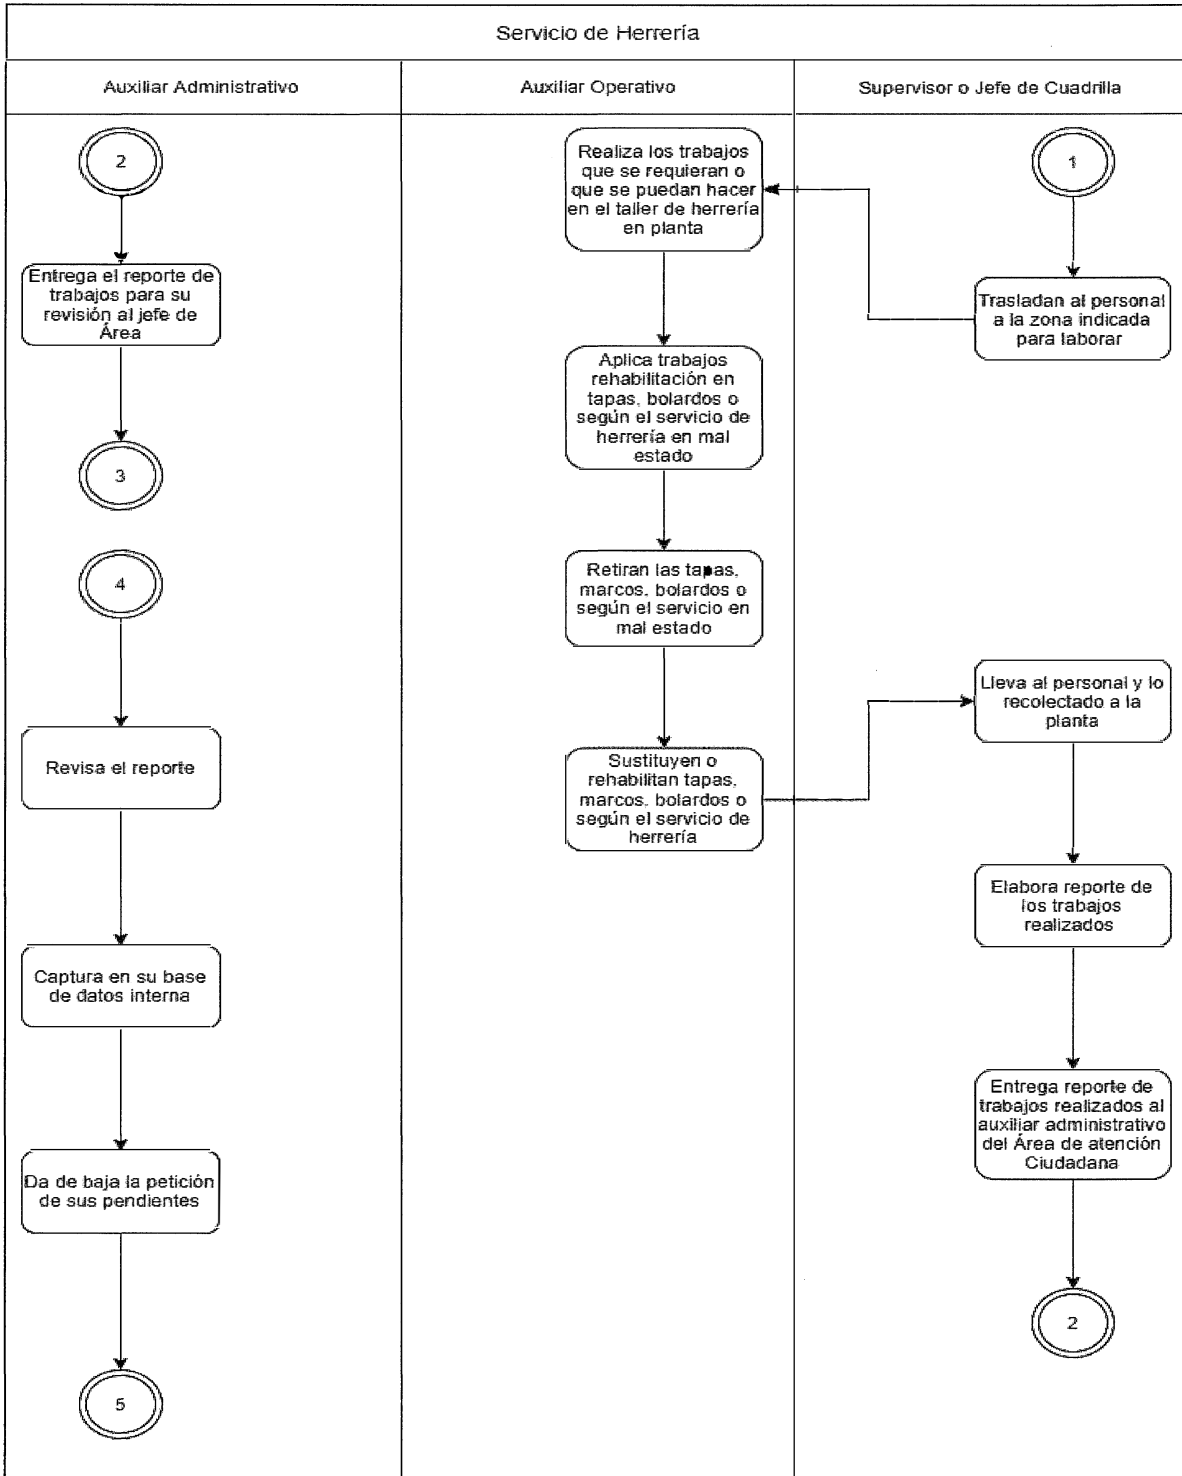 Servicio de Herrería
Auxiliar Administrativo
Auxiliar Operativo
Supervisor o Jefe de Cuadrilla
2
Entrega el reporte de
trabajos para su
revisión al jefe de
Área
3
4
Revisa el reporte
Captura en su base
de datos interna
Da de baja la petición
de sus pendientes
5
Realiza los trabajos
que se requieran o
que se puedan hacer
en el taller de herrería
en planta
Aplica trabajos
rehabilitación en
tapas, bolardos o
según el servicio de
herrería en mal
estado
Retiran las tapas,
marcos, bolardos o
según el servicio en
mal estado
Sustituyen o
rehabilitan tapas,
marcos, bolardos o
según el servicio de
herrería
1
Trasladan al personal
a la zona indicada
para laborar
Lleva al personal y lo
recolectado a la
planta
Elabora reporte de
los trabajos
realizados
Entrega reporte de
trabajos realizados al
auxiliar administrativo
del Área de atención
Ciudadana
2